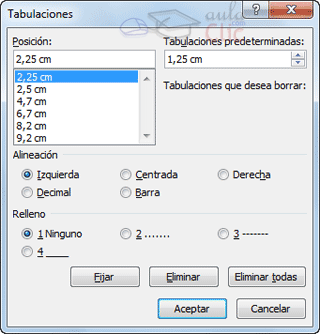 Tabulaciones
aula
clic
Posición:
Tabulaciones predeterminadas:
2,25 cm
1,25 cm
2,25 cm
2,5 cm
4,7 cm
6,7 cm
8,2 cm
9,2 cm
Tabulaciones que desea borrar:
Alineación
Izquierda
Centrada
Derecha
Decimal
Barra
Relleno
1 Ninguno
2 .......
3 -------
4 ____
Fijar
Eliminar
Eliminar todas
Aceptar
Cancelar